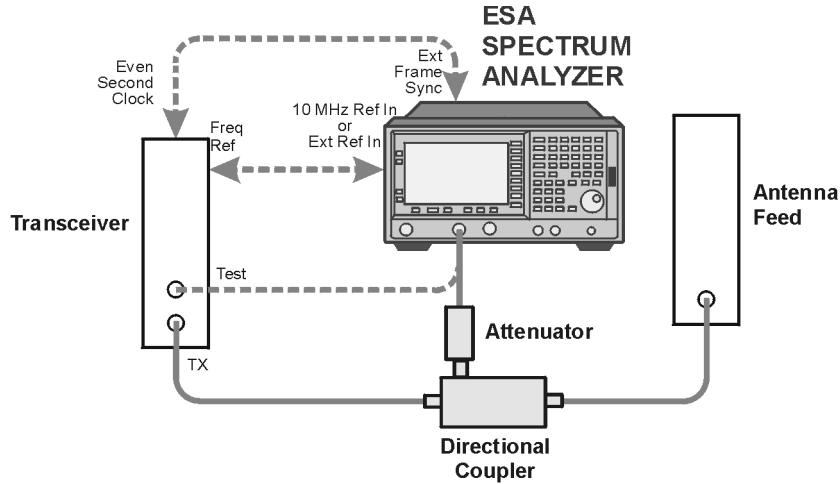 ESA
SPECTRUM
ANALYZER
Ext
Frame
Sync
Even
Second
Clock
10 MHz Ref In
or
Ext Ref In
Freq
Ref
Transceiver
Antenna
Feed
Test
Attenuator
TX
Directional
Coupler